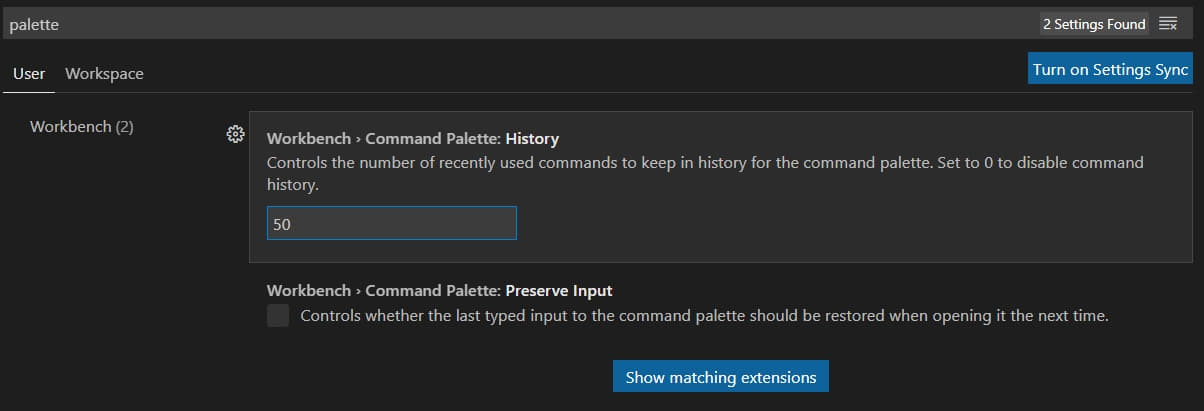 palette
2 Settings Found
User
Workspace
Turn on Settings Sync
Workbench (2)
Workbench › Command Palette: History
Controls the number of recently used commands to keep in history for the command palette. Set to 0 to disable command
history.
50
Workbench › Command Palette: Preserve Input
Controls whether the last typed input to the command palette should be restored when opening it the next time.
Show matching extensions